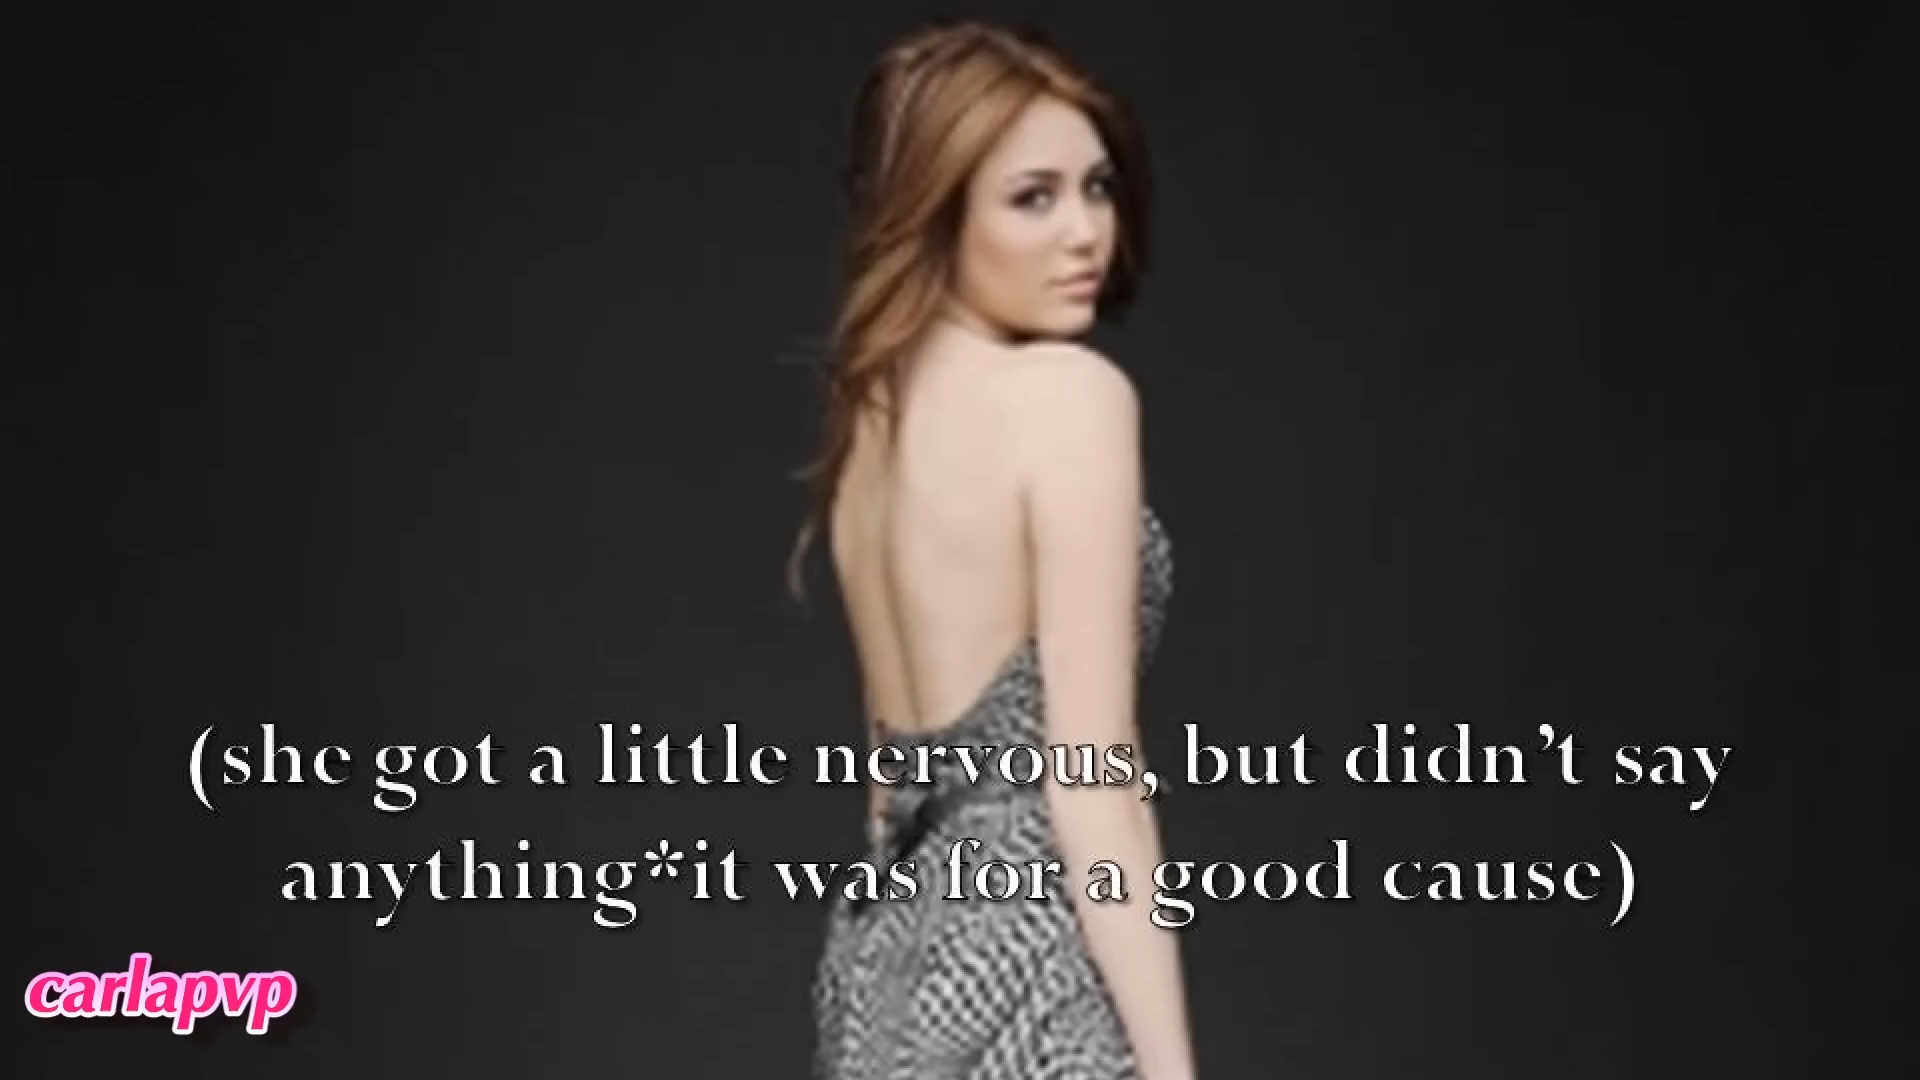 (she got a little nervous, but didn’t say
anything*it was for a good cause)
carlapvp